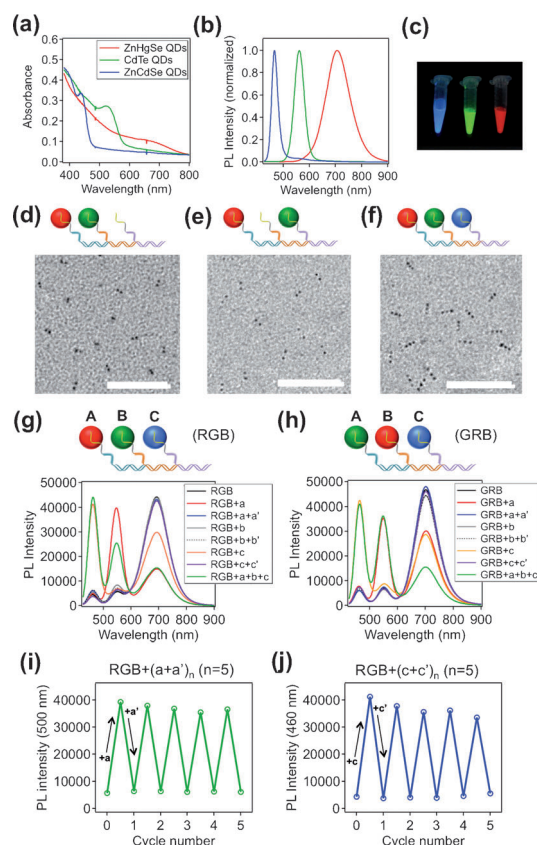 (a)
ZnHgSe QDs
CdTe QDs
ZnCdSe QDs
Absorbance
0.6
0.5
0.4
0.3
0.2
0.1
0.0
400 500 600 700 800
Wavelength (nm)
(b)
PL Intensity (normalized)
1.0
0.8
0.6
0.4
0.2
0.0
500 600 700 800 900
Wavelength (nm)
(c)
(d)
(e)
(f)
(g)
A B C
(RGB)
PL Intensity
50000
40000
30000
20000
10000
0
RGB
RGB+a
RGB+a+a'
RGB+b
RGB+b+b'
RGB+c
RGB+c+c'
RGB+a+b+c
500 600 700 800 900
Wavelength (nm)
(h)
A B C
(GRB)
PL Intensity
50000
40000
30000
20000
10000
0
GRB
GRB+a
GRB+a+a'
GRB+b
GRB+b+b'
GRB+c
GRB+c+c'
GRB+a+b+c
500 600 700 800 900
Wavelength (nm)
(i)
RGB+(a+a')n (n=5)
PL intensity (500 nm)
40000
30000
20000
10000
0
+a
+a'
0 1 2 3 4 5
Cycle number
(j)
RGB+(c+c')n (n=5)
PL intensity (460 nm)
40000
30000
20000
10000
0
+c
+c'
0 1 2 3 4 5
Cycle number